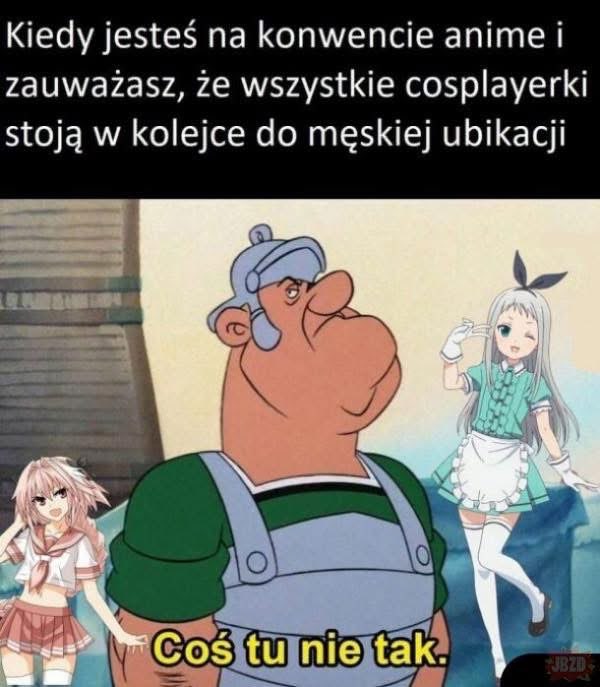 Kiedy jesteś na konwencie anime i
zauważasz, że wszystkie cosplayerki
stoją w kolejce do męskiej ubikacji
Coś tu nie tak.
JBZD